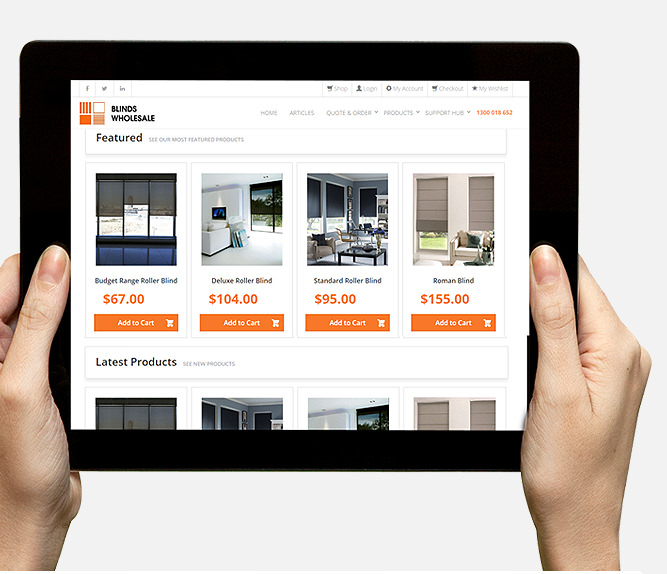 Shop Login My Account Checkout My Wishlist
BLINDS
WHOLESALE
HOME ARTICLES QUOTE & ORDER PRODUCTS SUPPORT HUB 1300 018 652
Featured SEE OUR MOST FEATURED PRODUCTS
Budget Range Roller Blind Deluxe Roller Blind Standard Roller Blind Roman Blind
$67.00 $104.00 $95.00 $155.00
Add to Cart Add to Cart Add to Cart Add to Cart
Latest Products SEE NEW PRODUCTS